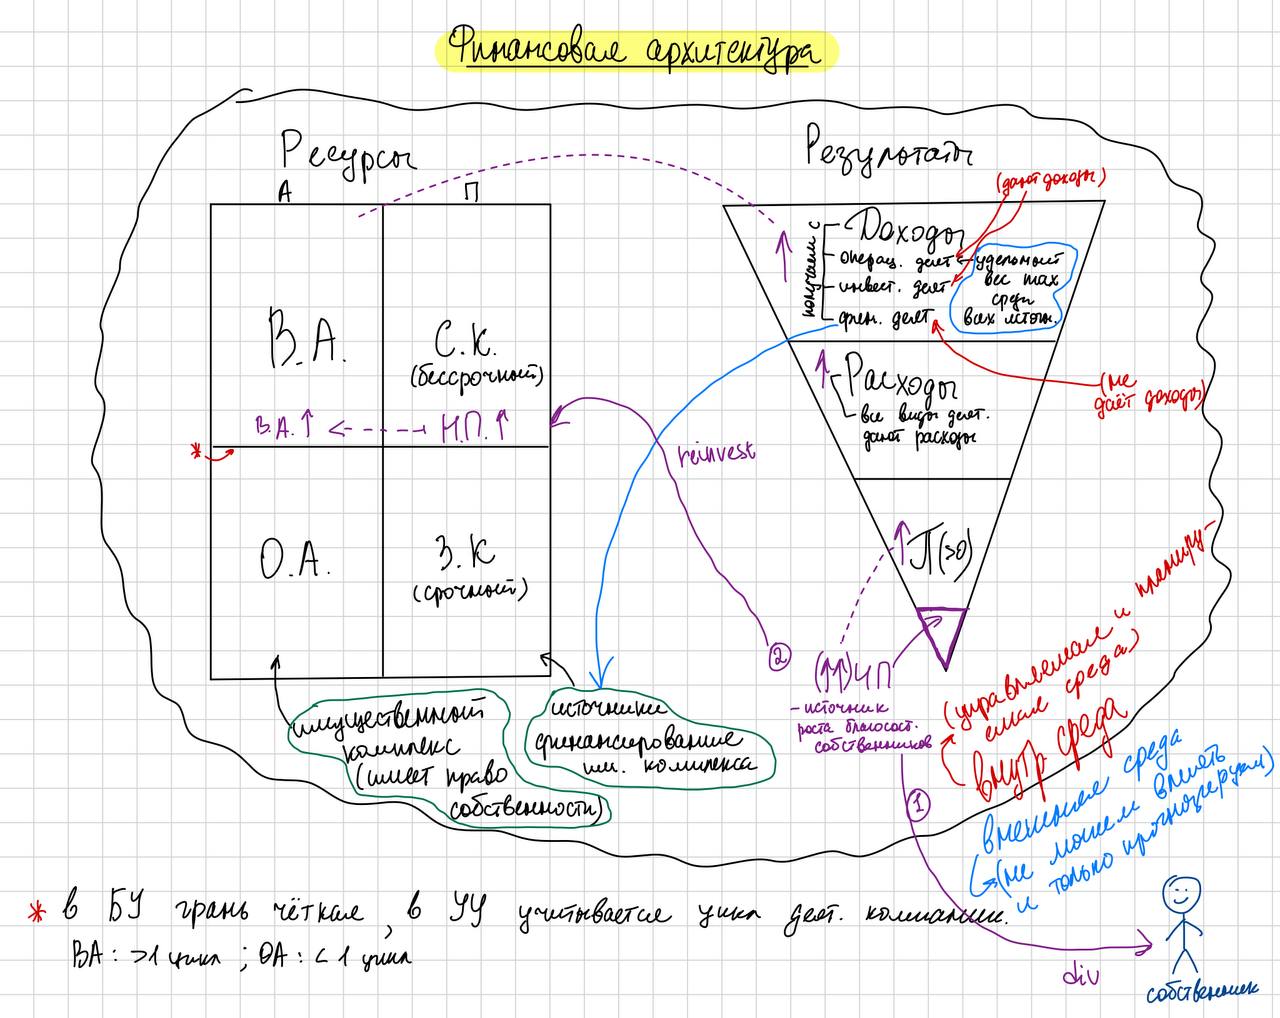 Финансовая архитектура
Ресурсы
Результаты
(дают доходы)
А
П
В.А.
С.К.
(бессрочный)
В.А.↑ <---- Н.П.↑
*
О.А.
З.К
(срочный)
получаем с
Доходы
операц. деят
инвест. деят
фин. деят
удельный
вес max
среди
всех источн.
Расходы
все виды деят.
дают расходы
(не
даёт доходы)
reinvest
П(>0)
②
(↑↑)ЧП
- источник
роста благосост.
собственников
имущественный
комплекс
(имеет право
собственности)
источники
финансирование
им. комплекса
(управляемая и планиру-
емая среда)
внутр среда
внешняя среда
(не можем влиять
и только прогнозируем)
①
div
собственник
* в БУ грань чёткая, в УУ учитывается цикл деят. компании.
ВА: >1 цикл ; ОА: < 1 цикл